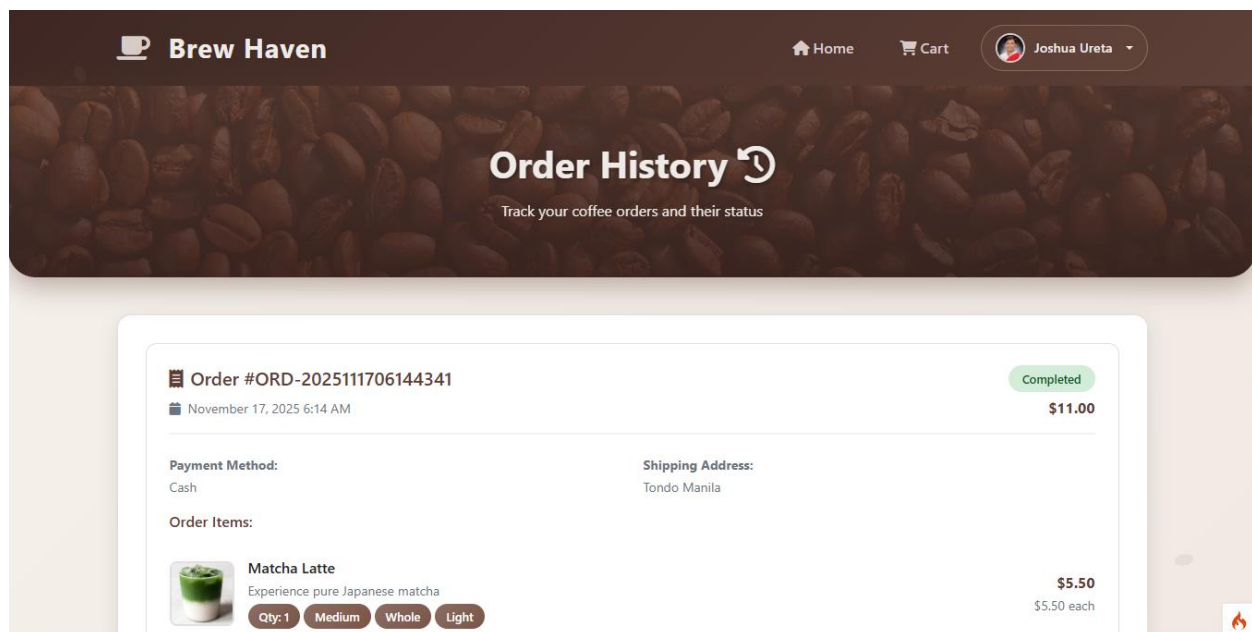 Brew Haven
Home
Cart
Joshua Ureta
Order History
Track your coffee orders and their status
Order #ORD-2025111706144341
Completed
November 17, 2025 6:14 AM
$11.00
Payment Method:
Shipping Address:
Cash
Tondo Manila
Order Items:
Matcha Latte
Experience pure Japanese matcha
$5.50
Qty: 1 Medium Whole Light
$5.50 each